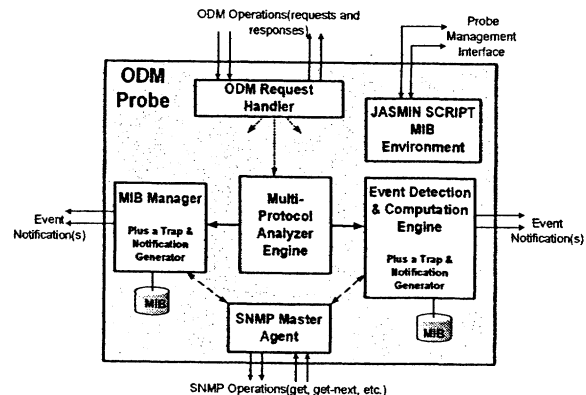 ODM Operations(requests and
responses)
Probe
Management
Interface
ODM
Probe
ODM Request
Handler
JASMIN SCRIPT
MIB
Environment
MIB Manager
Plus a Trap &
Notification
Generator
Multi-
Protocol
Analyzer
Engine
Event Detection
& Computation
Engine
Plus a Trap &
Notification
Generator
Event
Notification(s)
Event
Notification(s)
MIB
MIB
SNMP Master
Agent
SNMP Operations(get, get-next, etc.)